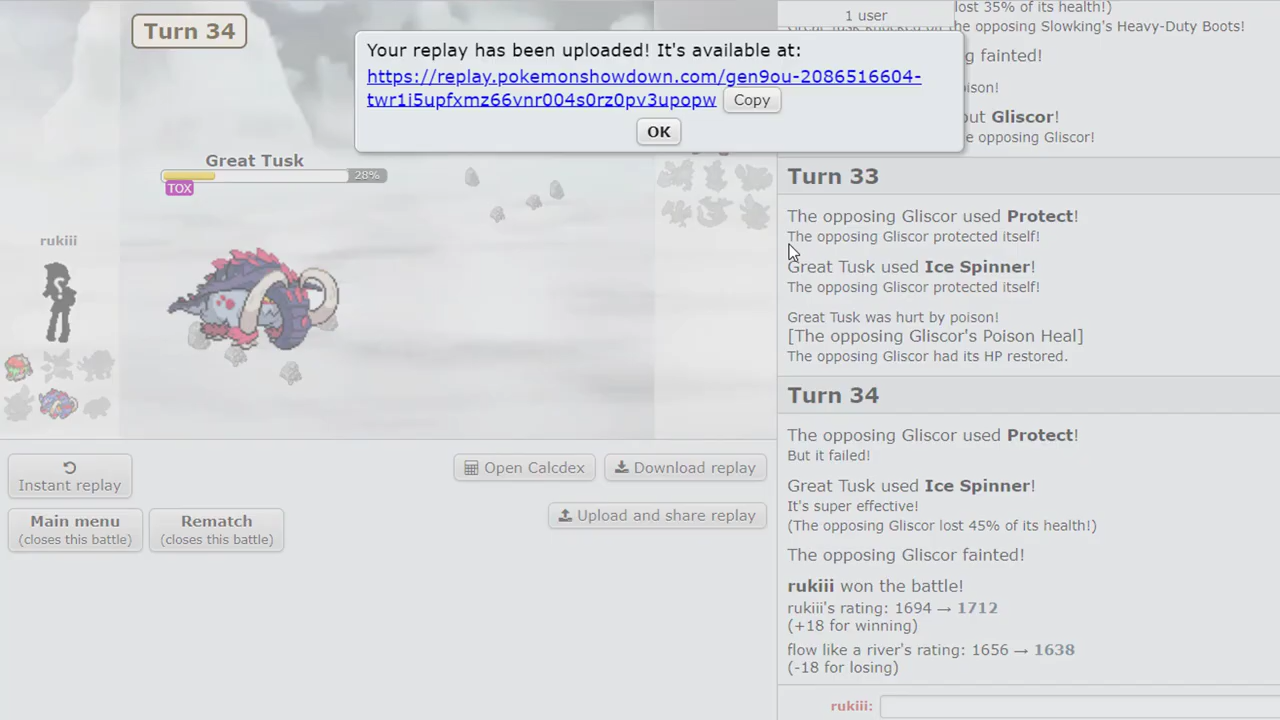 Turn 34
Your replay has been uploaded! It's available at:
https://replay.pokemonshowdown.com/gen9ou-2086516604-
twr1i5upfxmz66vnr004s0rz0pv3upopw Copy
OK
Great Tusk
28%
TOX
rukiii
Instant replay
Open Calcdex
Download replay
Main menu
(closes this battle)
Rematch
(closes this battle)
Upload and share replay
1 user
lost 35% of its health!)
the opposing Slowking's Heavy-Duty Boots!
fainted!
Gliscor!
opposing Gliscor!
Turn 33
The opposing Gliscor used Protect!
The opposing Gliscor protected itself!
Great Tusk used Ice Spinner!
The opposing Gliscor protected itself!
Great Tusk was hurt by poison!
[The opposing Gliscor's Poison Heal]
The opposing Gliscor had its HP restored.
Turn 34
The opposing Gliscor used Protect!
But it failed!
Great Tusk used Ice Spinner!
It's super effective!
(The opposing Gliscor lost 45% of its health!)
The opposing Gliscor fainted!
rukiii won the battle!
rukiii's rating: 1694 → 1712
(+18 for winning)
flow like a river's rating: 1656 → 1638
(-18 for losing)
rukiii: